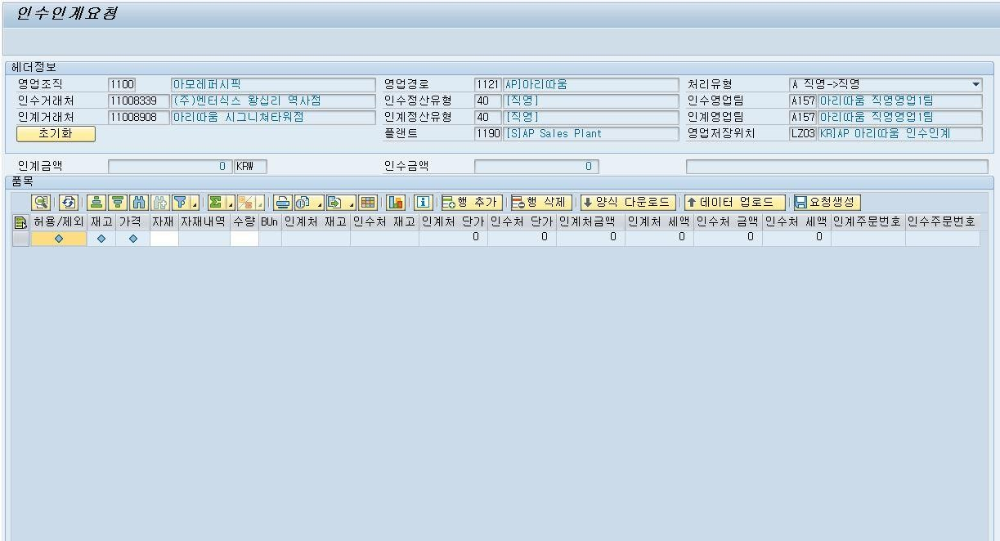 인수인계요청
헤더정보
영업조직 1100 아모레퍼시픽 영업경로 1121 AP]아리따움 처리유형 A 직영->직영
인수거래처 11008339 (주)엔터식스 왕십리 역사점 인수정산유형 40 [직영] 인수영업팀 A157 아리따움 직영영업1팀
인계거래처 11008908 아리따움 시그니쳐타워점 인계정산유형 40 [직영] 인계영업팀 A157 아리따움 직영영업1팀
초기화 플랜트 1190 [S]AP Sales Plant 영업저장위치 LZ03 KR]AP 아리따움 인수인계
인계금액 0 KRW 인수금액 0
품목
행 추가 행 삭제 양식 다운로드 데이터 업로드 요청생성
허용/제외 재고 가격 자재 자재내역 수량 BUn 인계처 재고 인수처 재고 인계처 단가 인수처 단가 인계처금액 인계처 세액 인수처 금액 인수처 세액 인계주문번호 인수주문번호
0 0 0 0 0 0